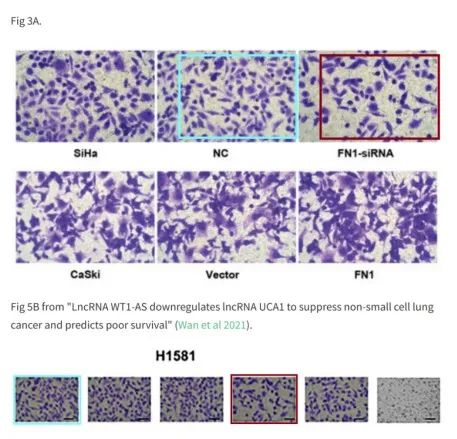 Fig 3A.
SiHa NC FN1-siRNA
CaSki Vector FN1
Fig 5B from "LncRNA WT1-AS downregulates lncRNA UCA1 to suppress non-small cell lung
cancer and predicts poor survival" (Wan et al 2021).
H1581